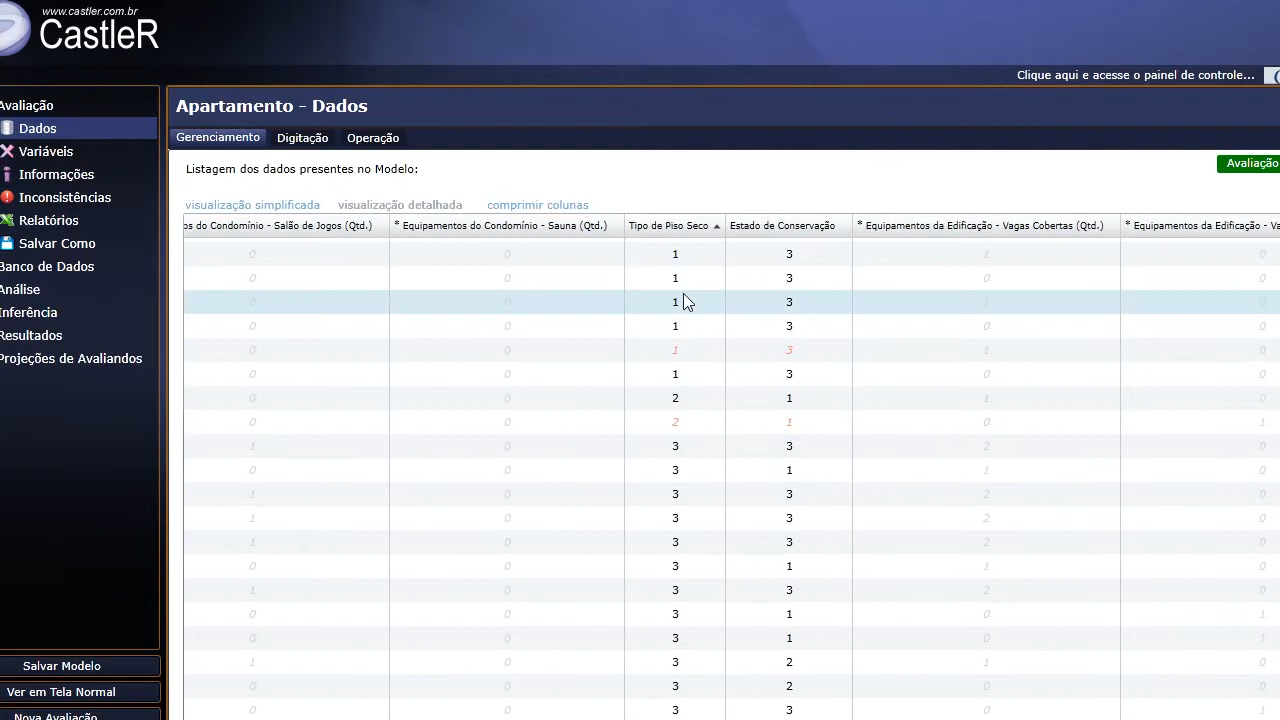 www.castler.com.br
CastleR
Clique aqui e acesse o painel de controle...
Avaliação
Dados
Variáveis
Informações
Inconsistências
Relatórios
Salvar Como
Banco de Dados
Análise
Inferência
Resultados
Projeções de Avaliandos
Salvar Modelo
Ver em Tela Normal
Nova Avaliação
Apartamento - Dados
Gerenciamento Digitação Operação
Listagem dos dados presentes no Modelo:
Avaliação
visualização simplificada visualização detalhada comprimir colunas
os do Condomínio - Salão de Jogos (Qtd.) * Equipamentos do Condomínio - Sauna (Qtd.) Tipo de Piso Seco Estado de Conservação * Equipamentos da Edificação - Vagas Cobertas (Qtd.) * Equipamentos da Edificação - Va
0 0 1 3 1 0
0 0 1 3 0 0
0 0 1 3 1 0
0 0 1 3 0 0
0 0 1 3 1 0
0 0 1 3 0 0
0 0 2 1 1 0
0 0 2 1 0 1
1 0 3 3 2 0
0 0 3 1 1 0
1 0 3 3 2 0
1 0 3 3 2 0
1 0 3 3 2 0
0 0 3 1 1 0
1 0 3 3 2 0
0 0 3 1 0 1
0 0 3 1 0 1
1 0 3 2 1 0
0 0 3 2 0 0
0 0 3 3 0 1